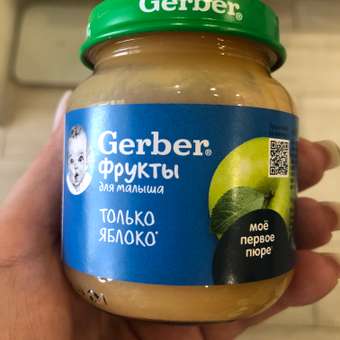 Gerber®
Gerber®
фрукты
для малыша
ТОЛЬКО
ЯБЛОКО*
моё
первое
пюре